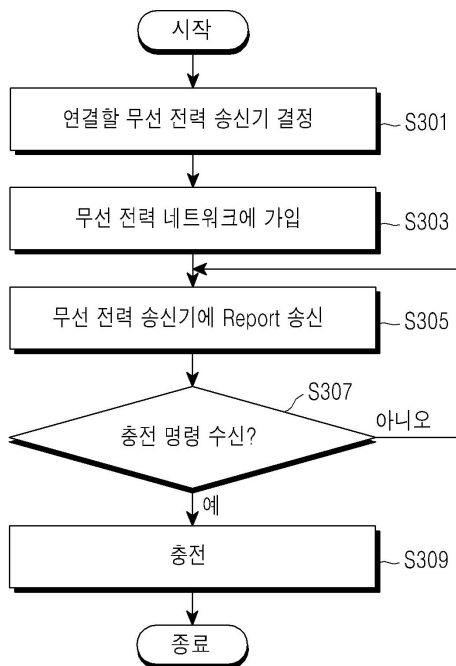 시작
연결할 무선 전력 송신기 결정
S301
무선 전력 네트워크에 가입
S303
무선 전력 송신기에 Report 송신
S305
S307
충전 명령 수신?
아니오
예
충전
S309
종료